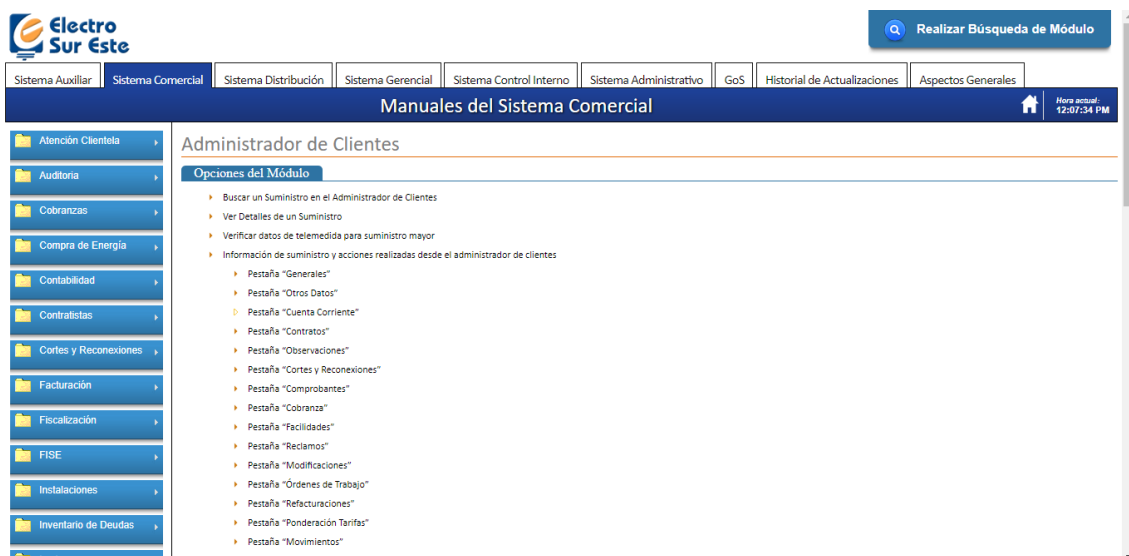 Electro
Sur Este
Realizar Búsqueda de Módulo
Sistema Auxiliar
Sistema Comercial
Sistema Distribución
Sistema Gerencial
Sistema Control Interno
Sistema Administrativo
GoS
Historial de Actualizaciones
Aspectos Generales
Manuales del Sistema Comercial
Hora actual:
12:07:34 PM
Atención Clientela
Auditoria
Cobranzas
Compra de Energía
Contabilidad
Contratistas
Cortes y Reconexiones
Facturación
Fiscalización
FISE
Instalaciones
Inventario de Deudas
Administrador de Clientes
Opciones del Módulo
Buscar un Suministro en el Administrador de Clientes
Ver Detalles de un Suministro
Verificar datos de telemedida para suministro mayor
Información de suministro y acciones realizadas desde el administrador de clientes
Pestaña "Generales"
Pestaña "Otros Datos"
Pestaña "Cuenta Corriente"
Pestaña "Contratos"
Pestaña "Observaciones"
Pestaña "Cortes y Reconexiones"
Pestaña "Comprobantes"
Pestaña "Cobranza"
Pestaña "Facilidades"
Pestaña "Reclamos"
Pestaña "Modificaciones"
Pestaña "Órdenes de Trabajo"
Pestaña "Refacturaciones"
Pestaña "Ponderación Tarifas"
Pestaña "Movimientos"